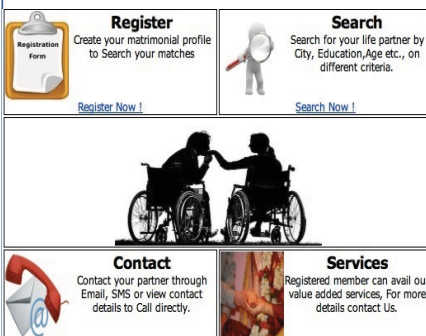 Register
Registration
Form
Create your matrimonial profile
to Search your matches
Register Now !
Search
Search for your life partner by
City, Education,Age etc., on
different criteria.
Search Now !
Contact
Contact your partner through
Email, SMS or view contact
details to Call directly.
@
Services
Registered member can avail ou
value added services, For more
details contact Us.